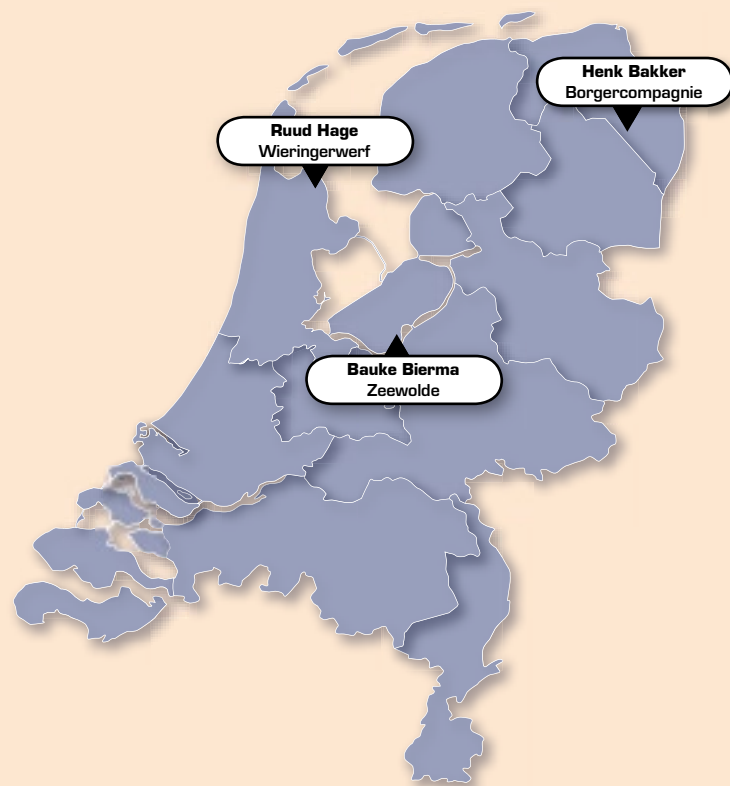 Henk Bakker
Borgercompagnie
Ruud Hage
Wieringerwerf
Bauke Bierma
Zeewolde